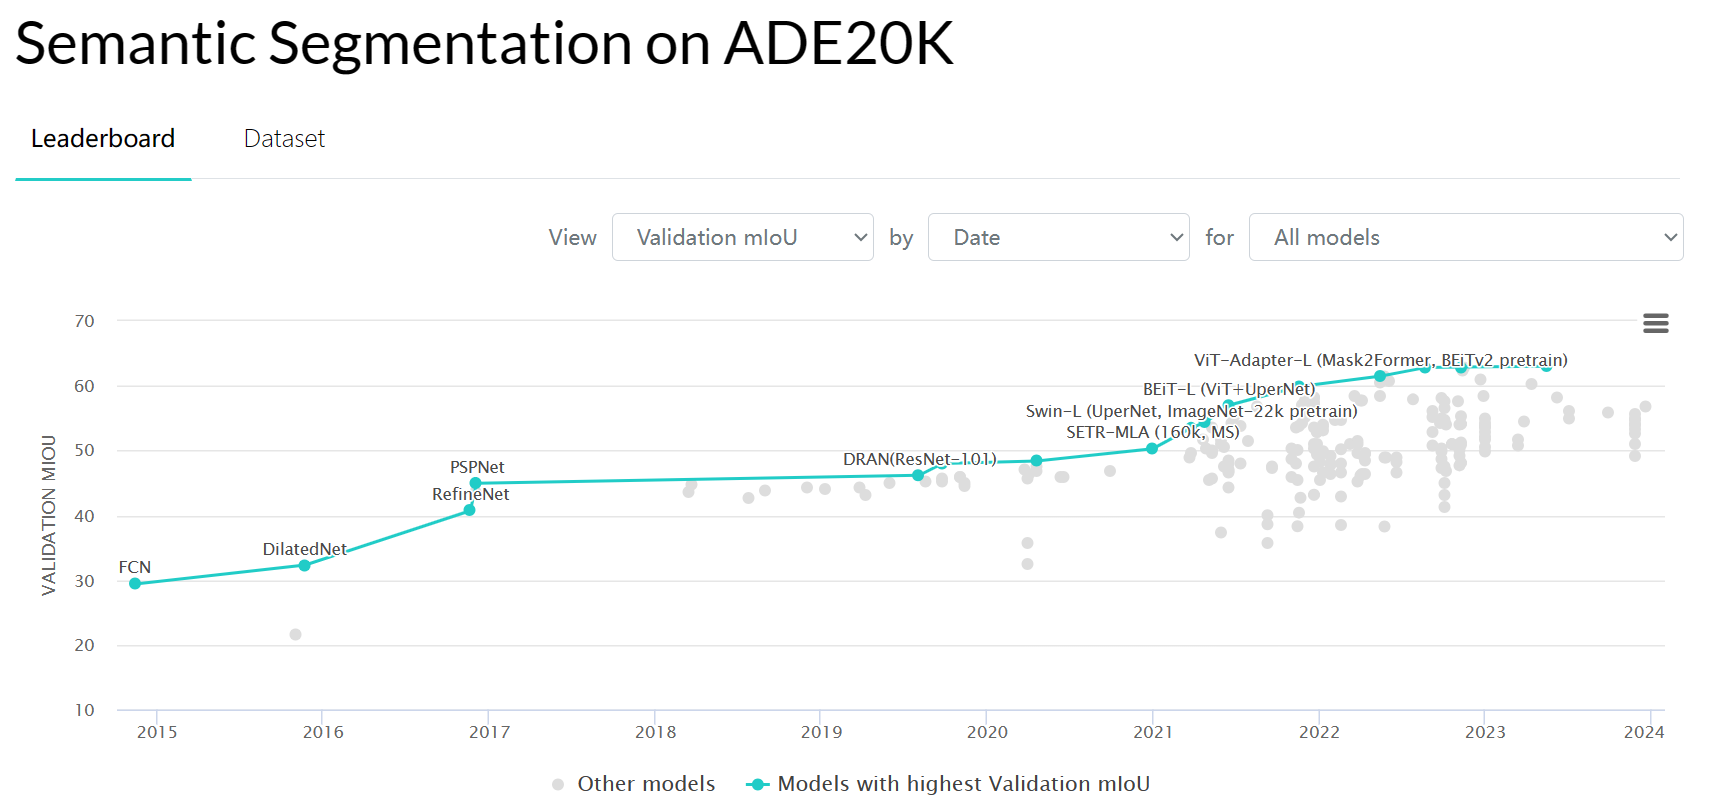 Semantic Segmentation on ADE20K
Leaderboard Dataset
View Validation mIoU by Date for All models
VALIDATION MIOU
70
60
50
40
30
20
10
ViT-Adapter-L (Mask2Former, BEiTv2 pretrain)
BEiT-L (ViT+UperNet)
Swin-L (UperNet, ImageNet-22k pretrain)
SETR-MLA (160k, MS)
DRAN(ResNet-101)
PSPNet
RefineNet
DilatedNet
FCN
2015 2016 2017 2018 2019 2020 2021 2022 2023 2024
Other models Models with highest Validation mIoU